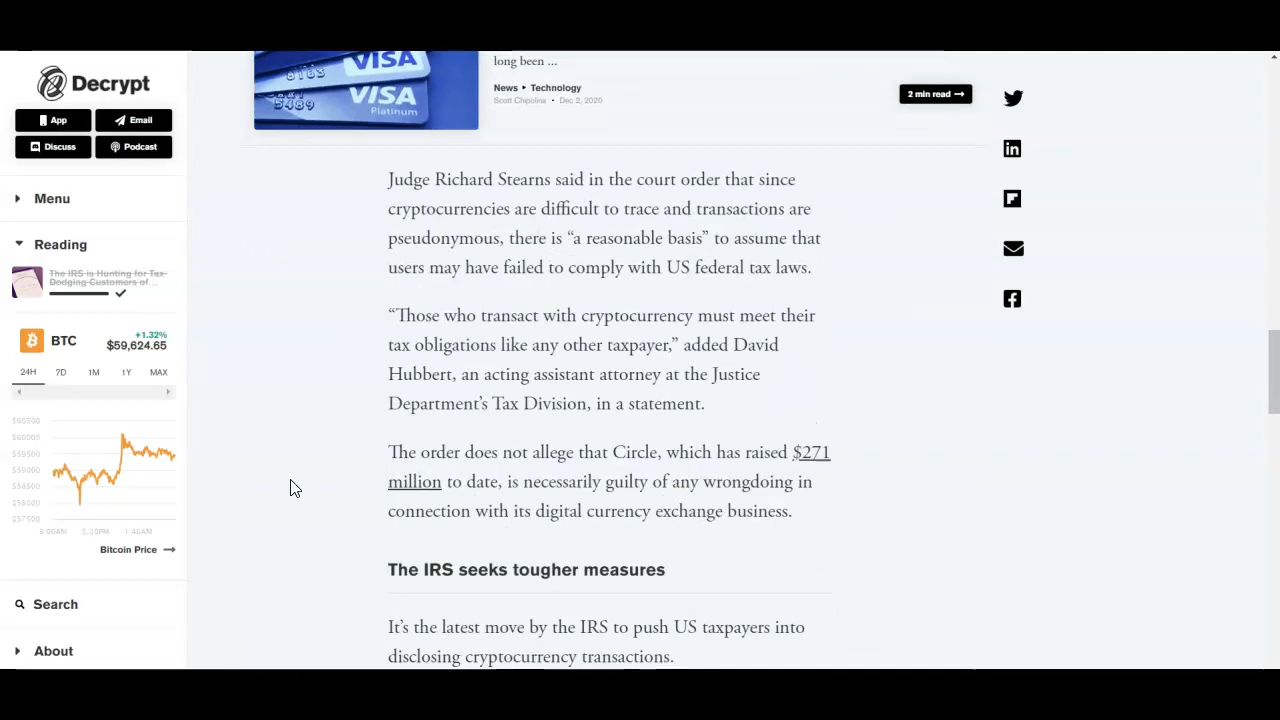 Decrypt
App
Email
Discuss
Podcast
Menu
Reading
The IRS is Hunting for Tax-
Dodging Customers of...
BTC
+1.32%
$59,624.65
24H 7D 1M 1Y MAX
$60500
$60000
$59500
$59000
$58500
$58000
$57500
5:20PM 1:40AM
Bitcoin Price
Search
About
VISA
5489
VISA
Platinum
long been ...
News Technology
Scott Chipolina • Dec 2, 2020
2 min read
Judge Richard Stearns said in the court order that since
cryptocurrencies are difficult to trace and transactions are
pseudonymous, there is “a reasonable basis” to assume that
users may have failed to comply with US federal tax laws.
“Those who transact with cryptocurrency must meet their
tax obligations like any other taxpayer,” added David
Hubbert, an acting assistant attorney at the Justice
Department’s Tax Division, in a statement.
The order does not allege that Circle, which has raised $271
million to date, is necessarily guilty of any wrongdoing in
connection with its digital currency exchange business.
The IRS seeks tougher measures
It’s the latest move by the IRS to push US taxpayers into
disclosing cryptocurrency transactions.